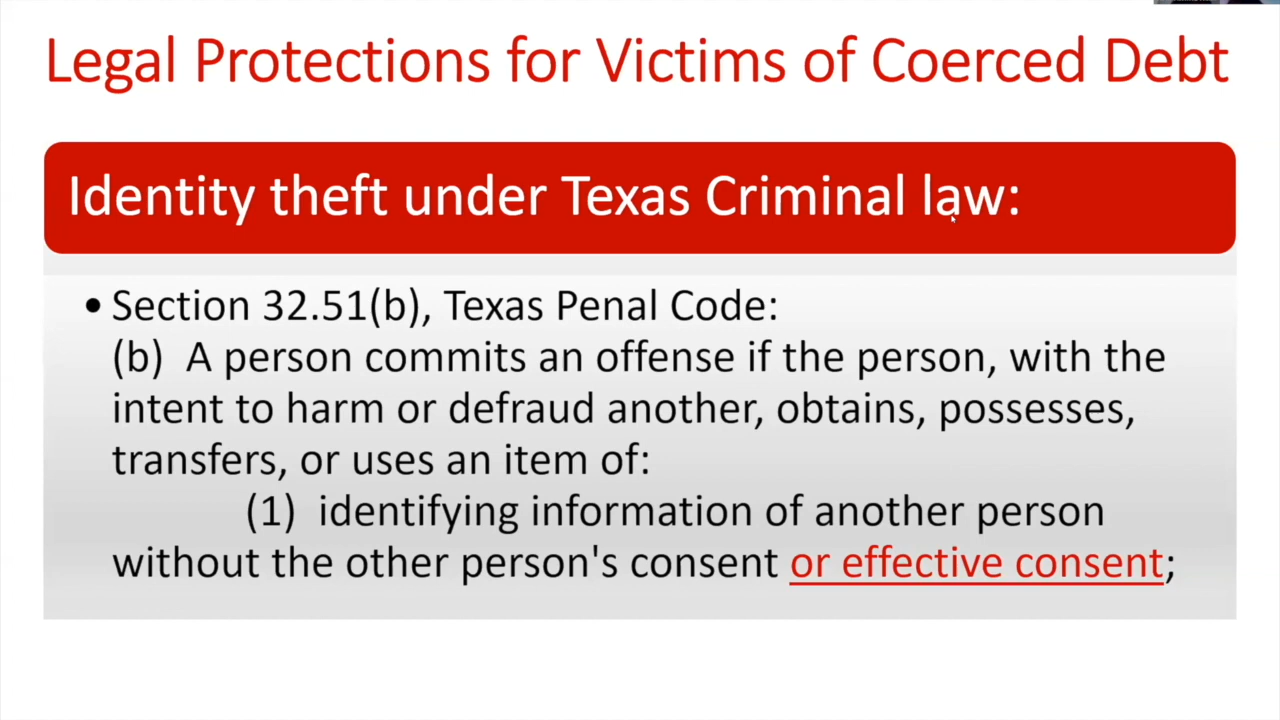 Legal Protections for Victims of Coerced Debt
Identity theft under Texas Criminal law:
• Section 32.51(b), Texas Penal Code:
(b) A person commits an offense if the person, with the
intent to harm or defraud another, obtains, possesses,
transfers, or uses an item of:
(1) identifying information of another person
without the other person's consent or effective consent;